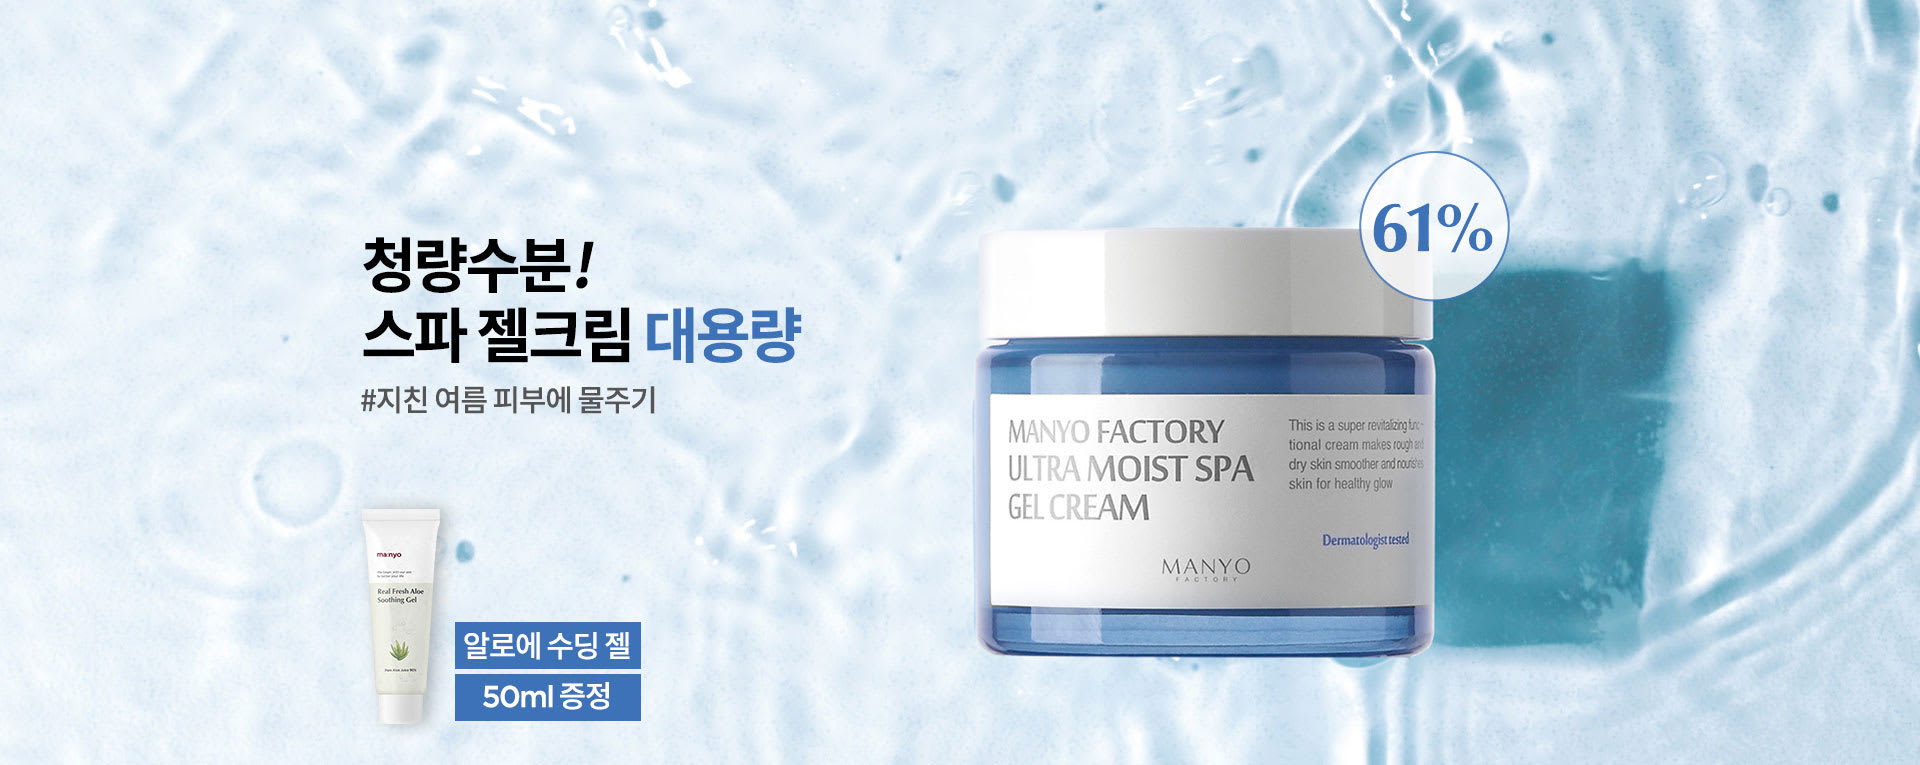 청량수분!
스파 젤크림 대용량
#지친 여름 피부에 물주기
61%
MANYO FACTORY
ULTRA MOIST SPA
GEL CREAM
This is a super revitalizing func-
tional cream makes rough and
dry skin smoother and nourishes
skin for healthy glow
Dermatologist tested
MANYO
FACTORY
ma:nyo
Real Fresh Aloe
Soothing Gel
알로에 수딩 젤
50ml 증정